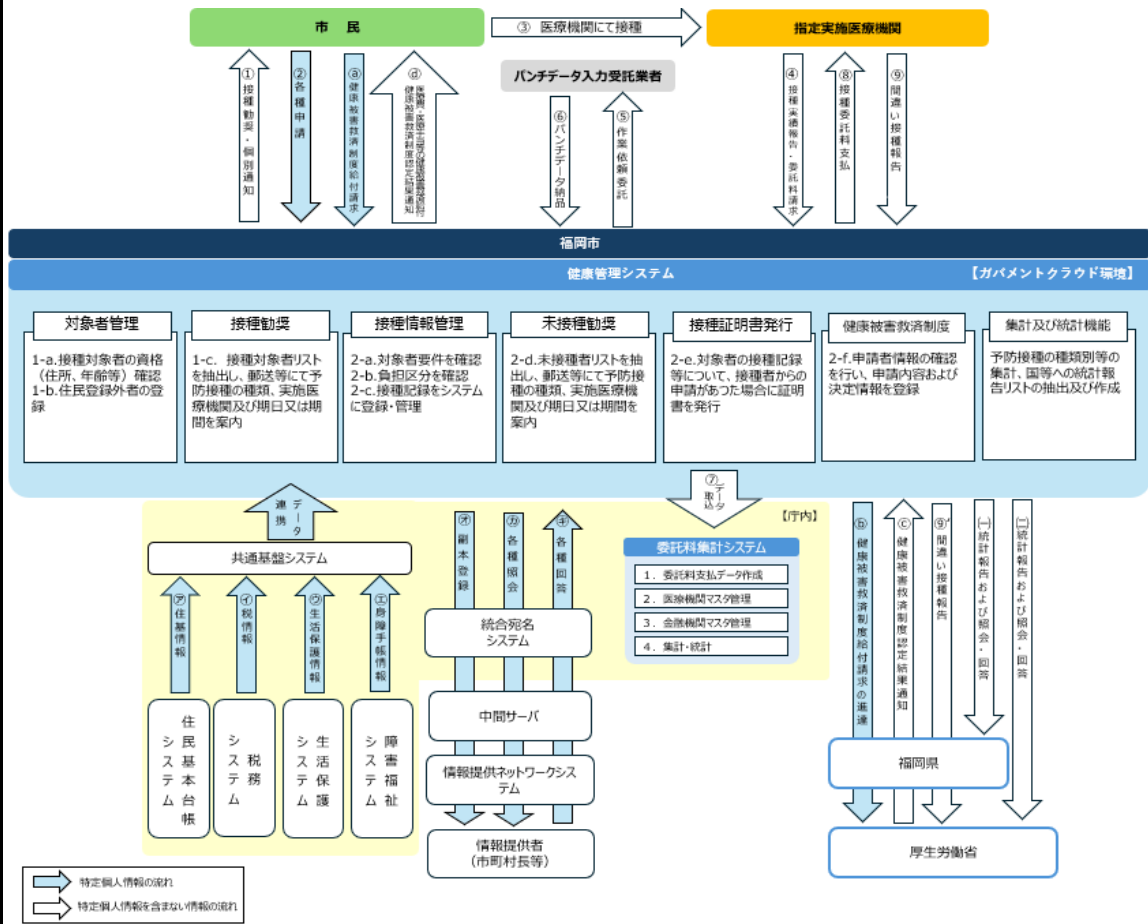 市 民
③ 医療機関にて接種
指定実施医療機関
パンチデータ入力受託業者
①接種勧奨・個別通知
②各種申請
ⓐ健康被害救済制度給付請求
ⓓ
健康被害救済制度認定結果通知
⑥パンチデータ納品
⑤作業依頼委託
④接種実績報告・委託料請求
⑧接種委託料支払
⑨間違い接種報告
福岡市
健康管理システム
【ガバメントクラウド環境】
対象者管理
1-a.接種対象者の資格
（住所、年齢等）確認
1-b.住民登録外者の登
録
接種勧奨
1-c. 接種対象者リスト
を抽出し、郵送等にて予
防接種の種類、実施医
療機関及び期日又は期
間を案内
接種情報管理
2-a.対象者要件を確認
2-b.負担区分を確認
2-c.接種記録をシステム
に登録・管理
未接種勧奨
2-d.未接種者リストを抽
出し、郵送等にて予防接
種の種類、実施医療機
関及び期日又は期間を
案内
接種証明書発行
2-e.対象者の接種記録
等について、接種者からの
申請があった場合に証明
書を発行
健康被害救済制度
2-f.申請者情報の確認
を行い、申請内容および
決定情報を登録
集計及び統計機能
予防接種の種類別等の
集計、国等への統計報
告リストの抽出及び作成
データ
連携
共通基盤システム
㋐住基情報
㋑税情報
㋒生活保護情報
㋓身障手帳情報
住民基本台帳
システム
税務
システム
生活保護
システム
障害福祉
システム
㋔副本登録
㋕各種照会
㋖各種回答
統合宛名
システム
中間サーバ
情報提供ネットワークシス
テム
情報提供者
（市町村長等）
⑦データ
取込
【庁内】
委託料集計システム
1．委託料支払データ作成
2．医療機関マスタ管理
3．金融機関マスタ管理
4．集計・統計
ⓑ健康被害救済制度給付請求の進達
ⓒ健康被害救済制度認定結果通知
⑨'間違い接種報告
㈠統計報告および照会・回答
㈡統計報告および照会・回答
福岡県
厚生労働省
特定個人情報の流れ
特定個人情報を含まない情報の流れ